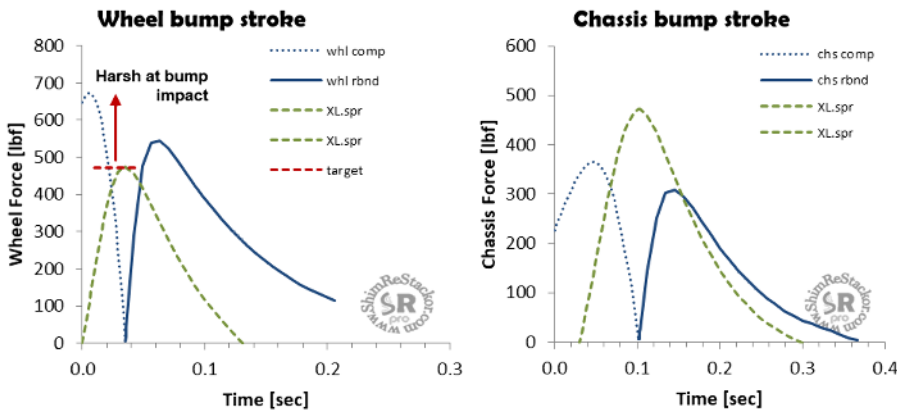 Wheel bump stroke
800
700
600
500
400
300
200
100
0
Wheel Force [lbf]
Harsh at bump
impact
whl comp
whl rbnd
XL.spr
XL.spr
target
www.ShimReStackor.com
SR
pro
0.0
0.1
0.2
0.3
Time [sec]
Chassis bump stroke
600
500
400
300
200
100
0
Chassis Force [lbf]
chs comp
chs rbnd
XL.spr
XL.spr
www.ShimReStackor.com
SR
pro
0.0
0.1
0.2
0.3
0.4
Time [sec]